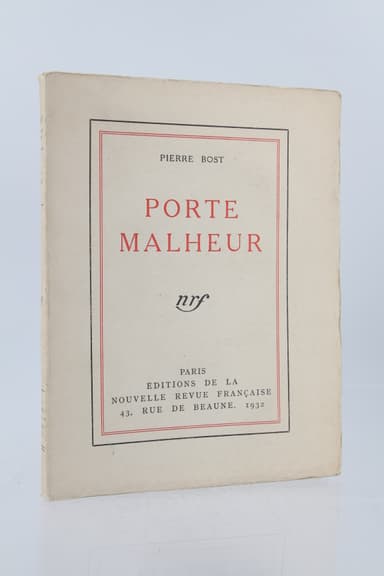 PIERRE BOST
PORTE
MALHEUR
nrf
PARIS
EDITIONS DE LA
NOUVELLE REVUE FRANÇAISE
43, RUE DE BEAUNE. 1932